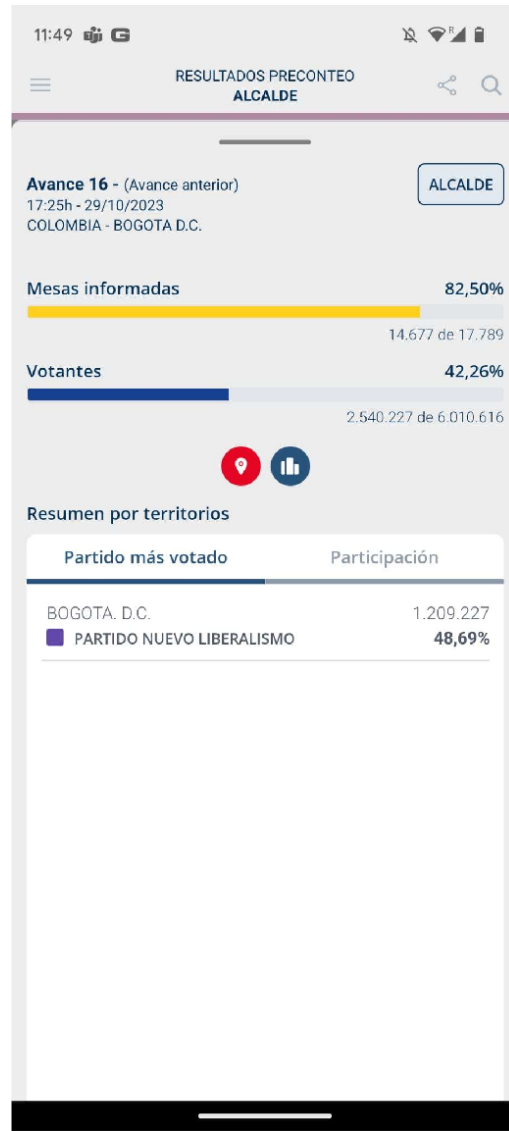 11:49
RESULTADOS PRECONTEO
ALCALDE
Avance 16 - (Avance anterior)
ALCALDE
17:25h - 29/10/2023
COLOMBIA - BOGOTA D.C.
Mesas informadas 82,50%
14.677 de 17.789
Votantes 42,26%
2.540.227 de 6.010.616
Resumen por territorios
Partido más votado Participación
BOGOTA. D.C. 1.209.227
PARTIDO NUEVO LIBERALISMO 48,69%